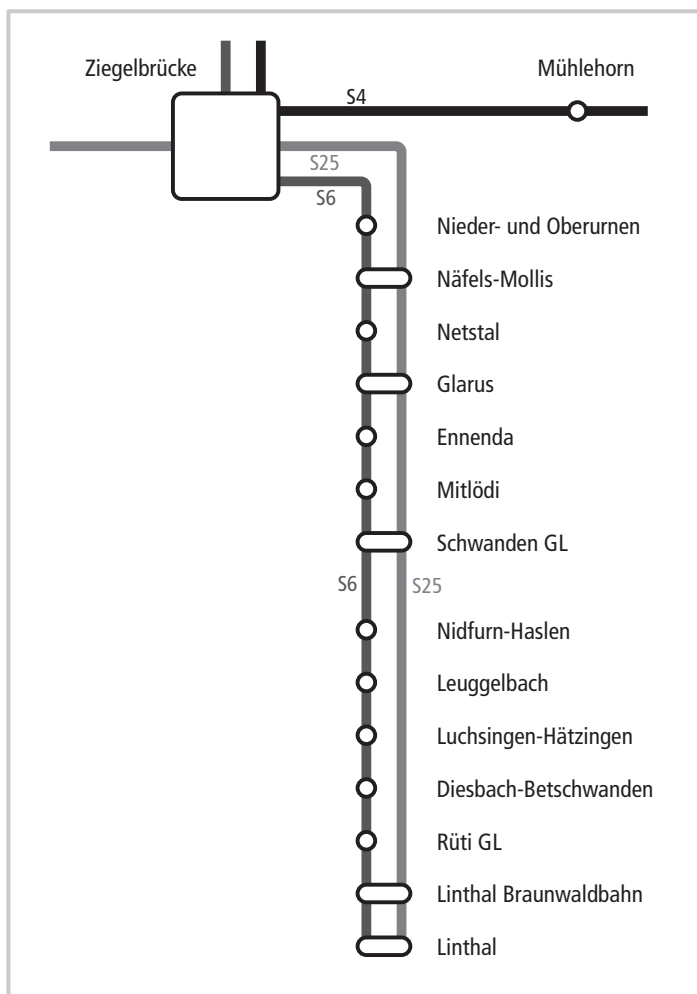 Ziegelbrücke
Mühlehorn
S4
S25
S6
Nieder- und Oberurnen
Näfels-Mollis
Netstal
Glarus
Ennenda
Mitlödi
Schwanden GL
S6
S25
Nidfurn-Haslen
Leuggelbach
Luchsingen-Hätzingen
Diesbach-Betschwanden
Rüti GL
Linthal Braunwaldbahn
Linthal